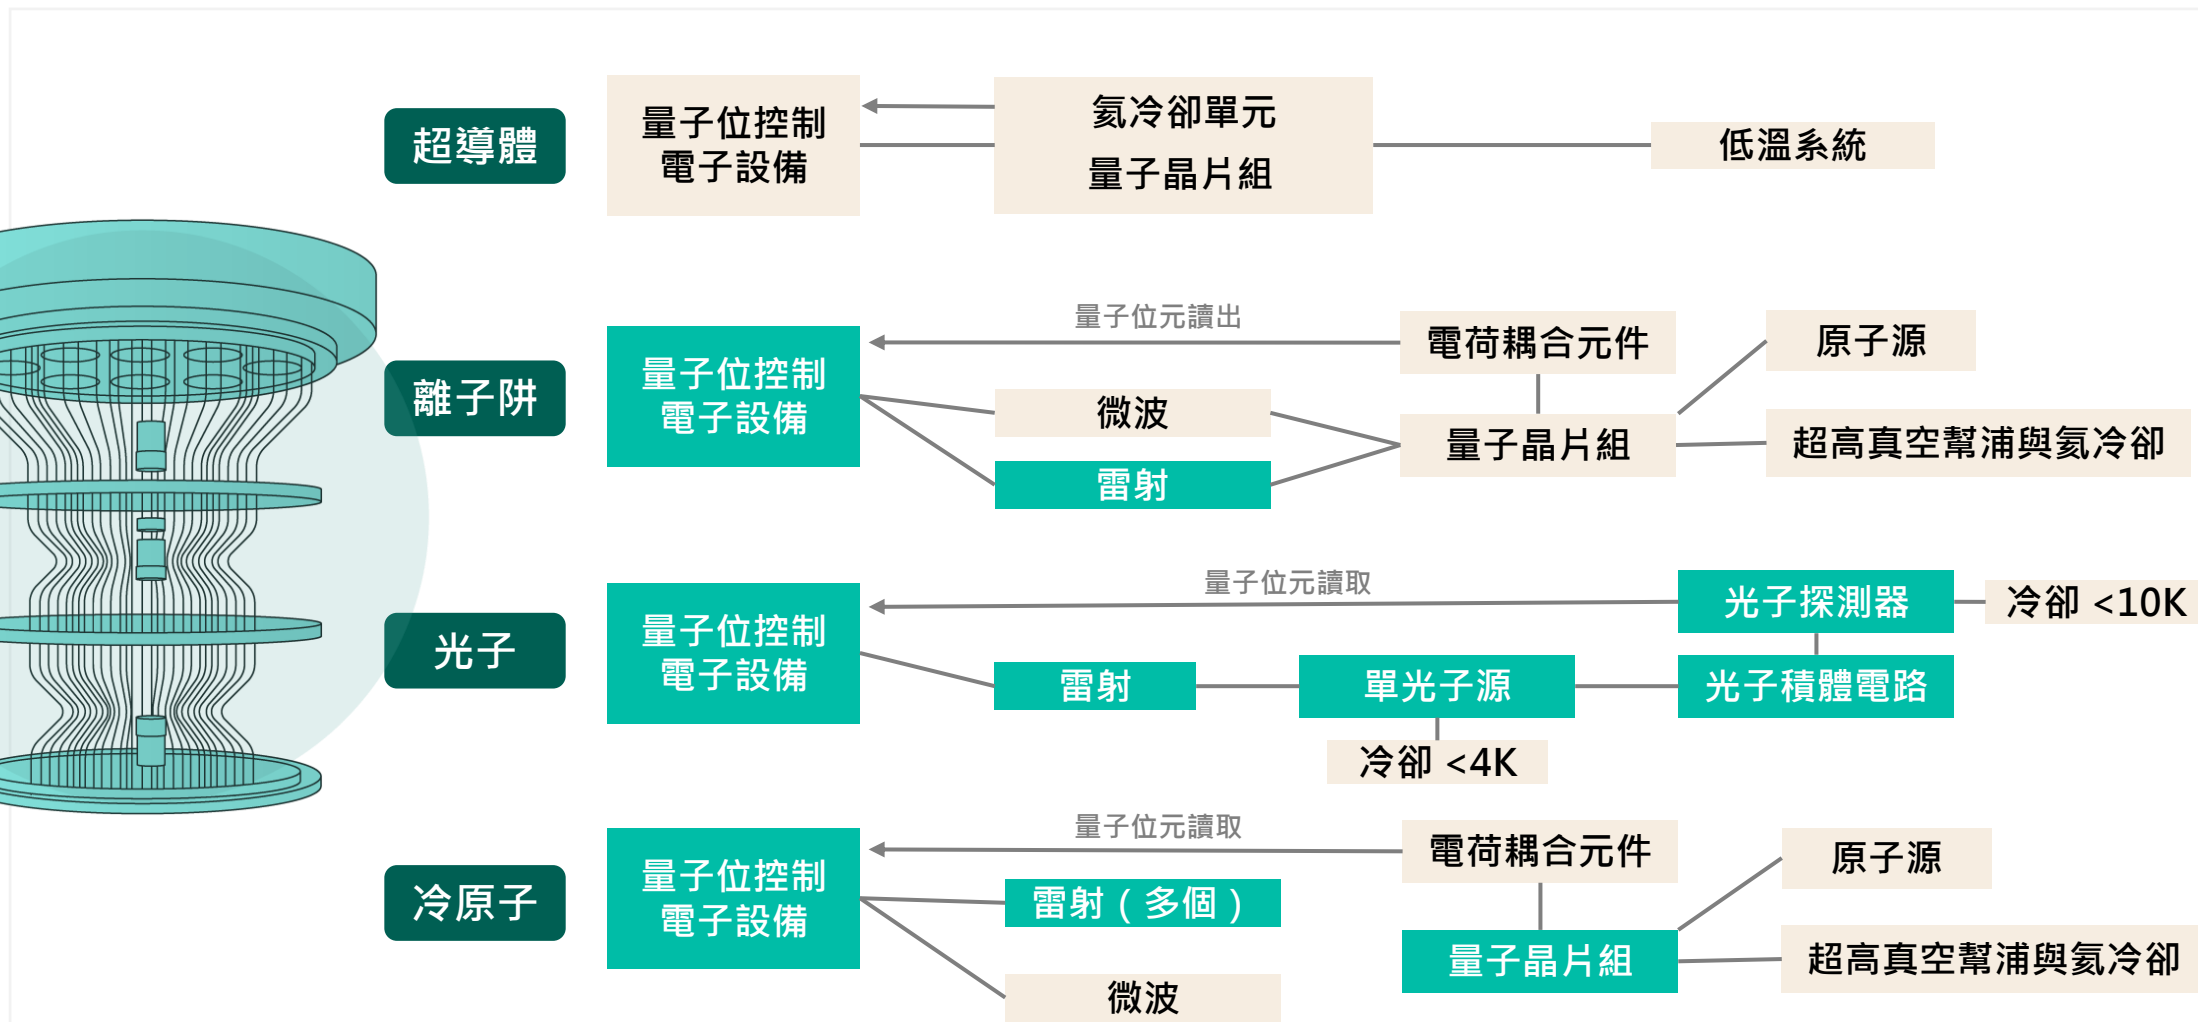 超導體
量子位控制
電子設備
氦冷卻單元
量子晶片組
低溫系統
離子阱
量子位控制
電子設備
量子位元讀出
微波
雷射
電荷耦合元件
量子晶片組
原子源
超高真空幫浦與氦冷卻
光子
量子位控制
電子設備
量子位元讀取
雷射
單光子源
冷卻 <4K
光子探測器
光子積體電路
冷卻 <10K
冷原子
量子位控制
電子設備
量子位元讀取
雷射（多個）
微波
電荷耦合元件
量子晶片組
原子源
超高真空幫浦與氦冷卻